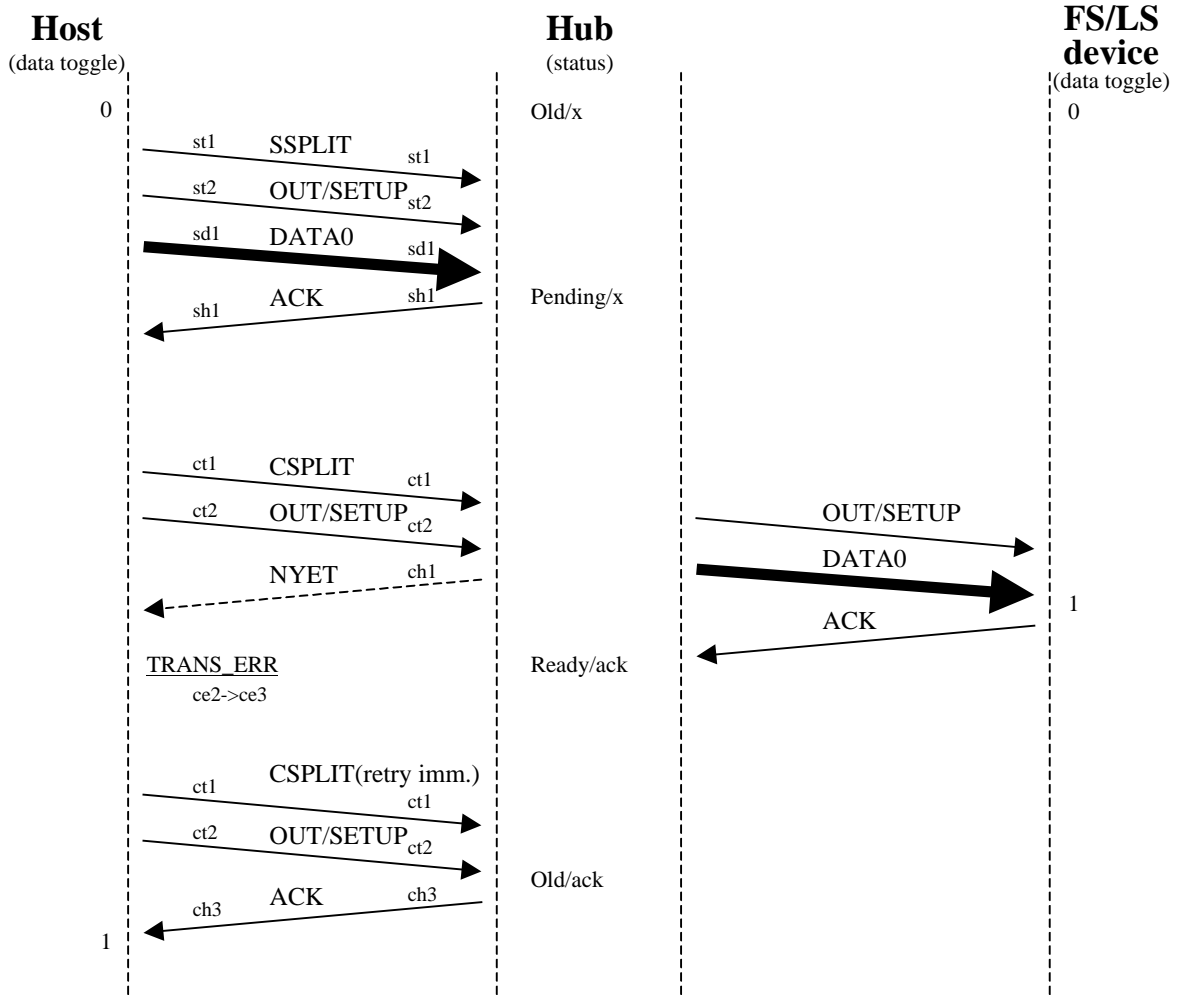 Host
(data toggle)
Hub
(status)
FS/LS
device
(data toggle)
0
Old/x
0
st1 SSPLIT st1
st2 OUT/SETUP st2
sd1 DATA0 sd1
sh1 ACK sh1
Pending/x
ct1 CSPLIT ct1
ct2 OUT/SETUP ct2
OUT/SETUP
NYET ch1
DATA0
1
ACK
TRANS_ERR
ce2->ce3
Ready/ack
CSPLIT(retry imm.)
ct1 ct1
ct2 OUT/SETUP ct2
Old/ack
ch3 ACK ch3
1